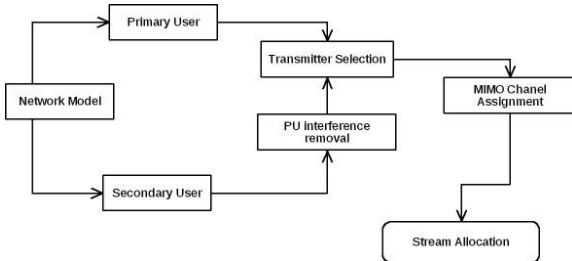 Primary User
Transmitter Selection
Network Model
MIMO Chanel
Assignment
PU interference
removal
Secondary User
Stream Allocation